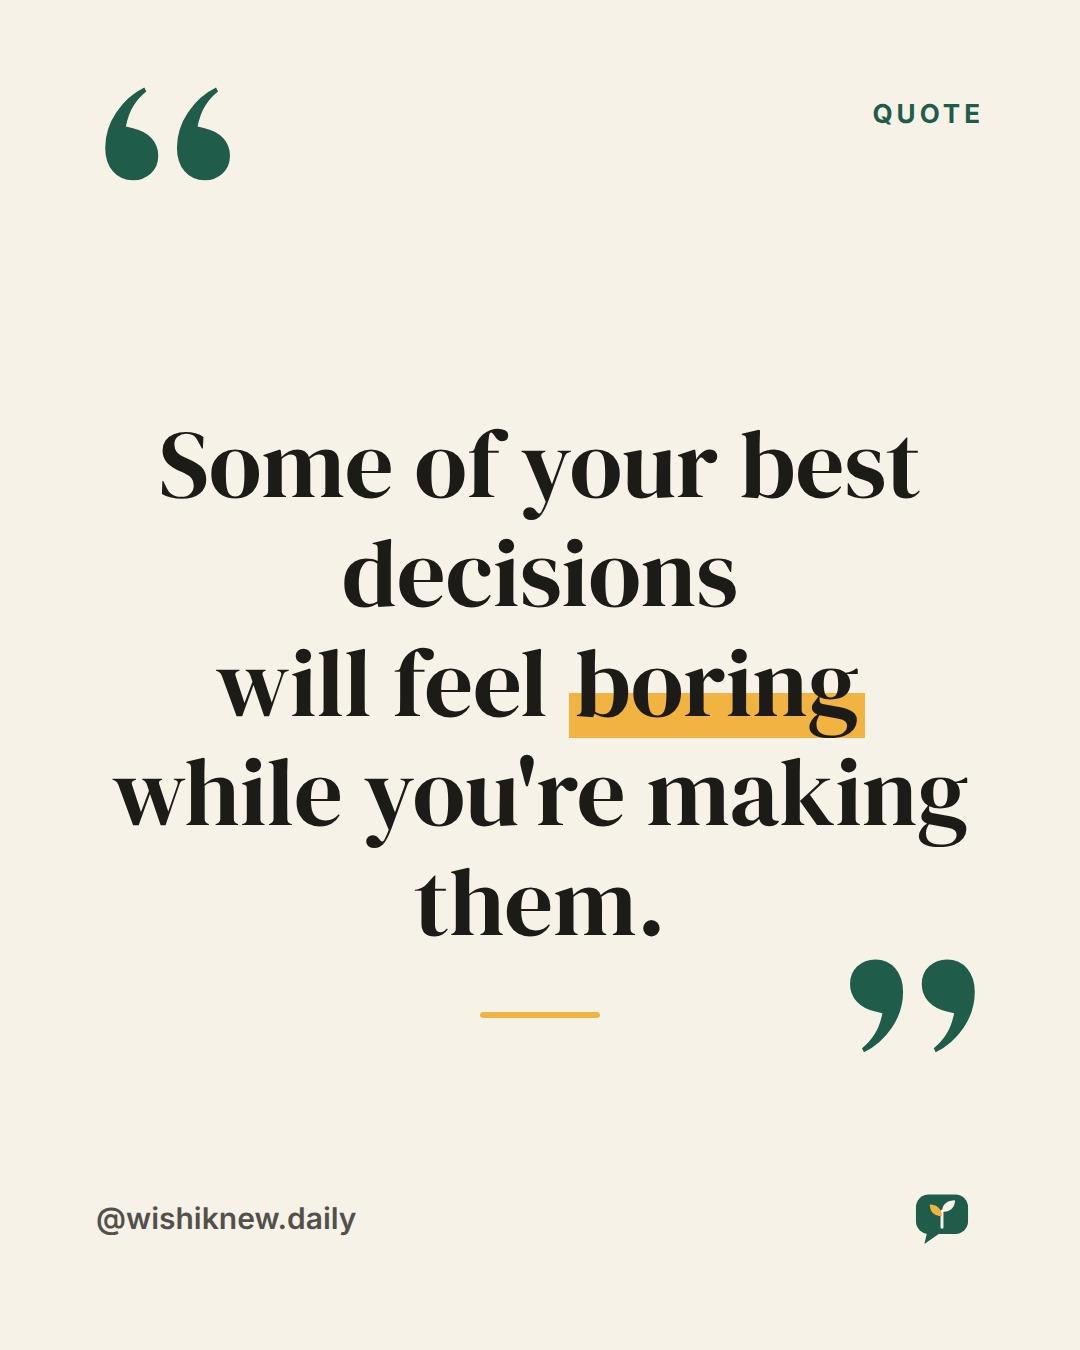 “
QUOTE
Some of your best
decisions
will feel boring
while you're making
them.
”
@wishiknew.daily